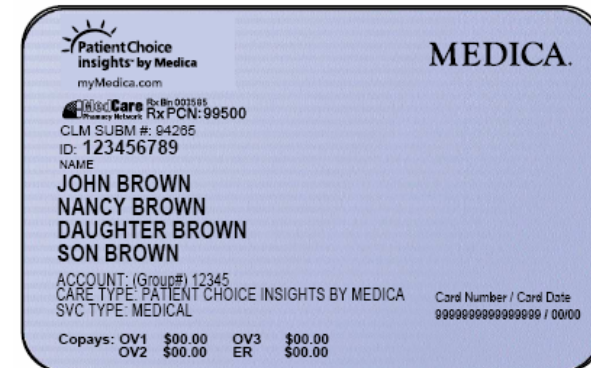 PatientChoice
insights by Medica
myMedica.com
MEDICA.
MedCare Rx Bin 003585
Pharmacy Network RxPCN: 99500
CLM SUBM #: 94265
ID: 123456789
NAME
JOHN BROWN
NANCY BROWN
DAUGHTER BROWN
SON BROWN
ACCOUNT: (Group#) 12345
CARE TYPE: PATIENT CHOICE INSIGHTS BY MEDICA
SVC TYPE: MEDICAL
Card Number / Card Date
9999999999999999 / 00/00
Copays: OV1 $00.00 OV3 $00.00
OV2 $00.00 ER $00.00